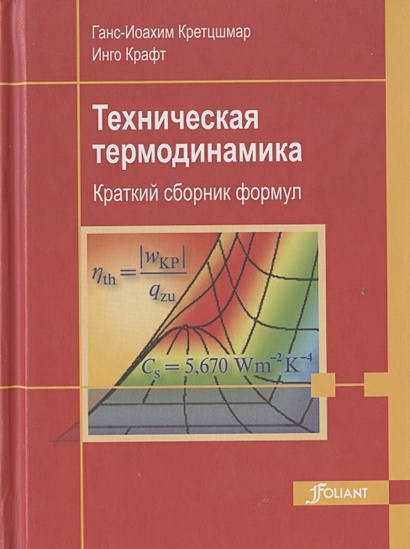 Ганс-Иоахим Кретцшмар
Инго Крафт
Техническая
термодинамика
Краткий сборник формул
η_th = |w_KP| / q_zu
C_s = 5,670 Wm⁻²K⁻⁴
FOLIANT